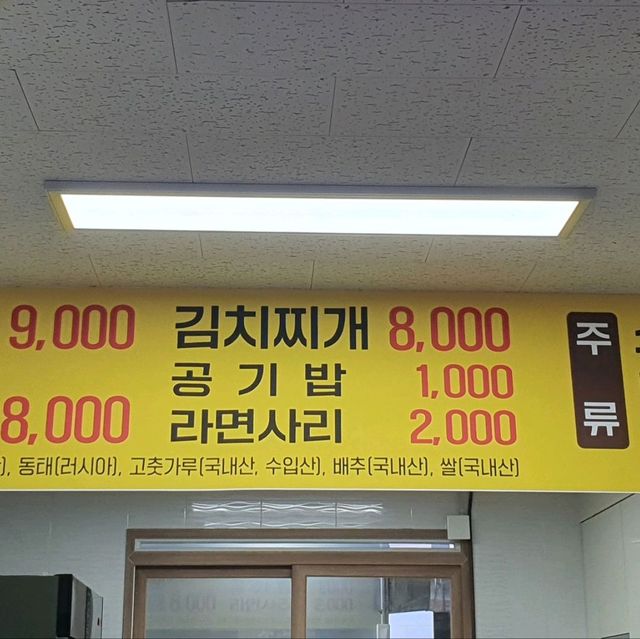 9,000 김치찌개 8,000
공기밥 1,000
8,000 라면사리 2,000
주류
동태(러시아), 고춧가루(국내산, 수입산), 배추(국내산), 쌀(국내산)